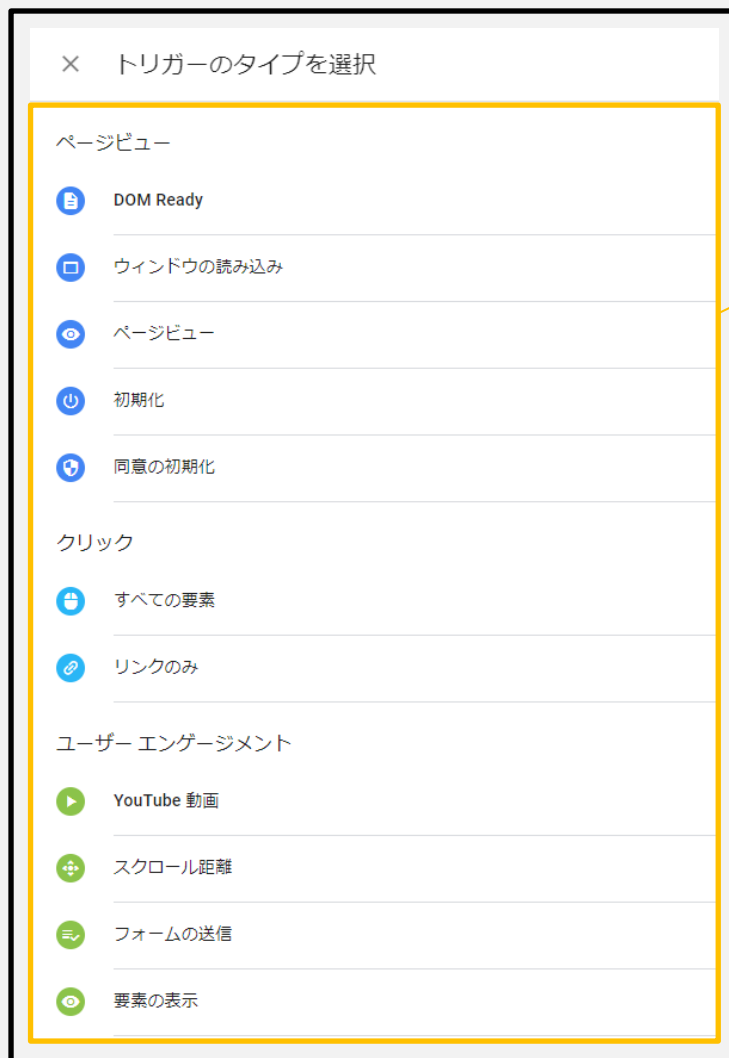 トリガーのタイプを選択
ページビュー
DOM Ready
ウィンドウの読み込み
ページビュー
初期化
同意の初期化
クリック
すべての要素
リンクのみ
ユーザー エンゲージメント
YouTube 動画
スクロール距離
フォームの送信
要素の表示